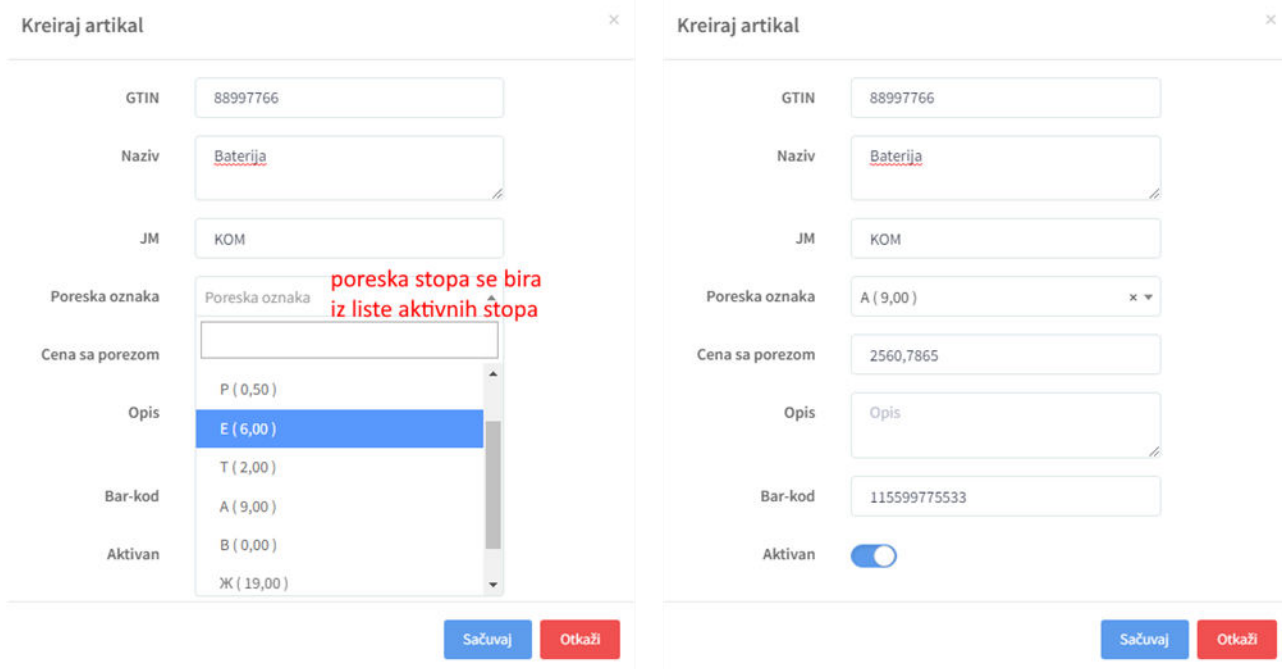 Kreiraj artikal
×
GTIN
88997766
Naziv
Baterija
JM
KOM
Poreska oznaka
Poreska oznaka
poreska stopa se bira
iz liste aktivnih stopa
Cena sa porezom
Р ( 0,50 )
Opis
Е ( 6,00 )
Т ( 2,00 )
Bar-kod
А ( 9,00 )
В ( 0,00 )
Aktivan
Ж ( 19,00 )
Sačuvaj
Otkaži
Kreiraj artikal
×
GTIN
88997766
Naziv
Baterija
JM
KOM
Poreska oznaka
А ( 9,00 )
×
Cena sa porezom
2560,7865
Opis
Opis
Bar-kod
115599775533
Aktivan
Sačuvaj
Otkaži